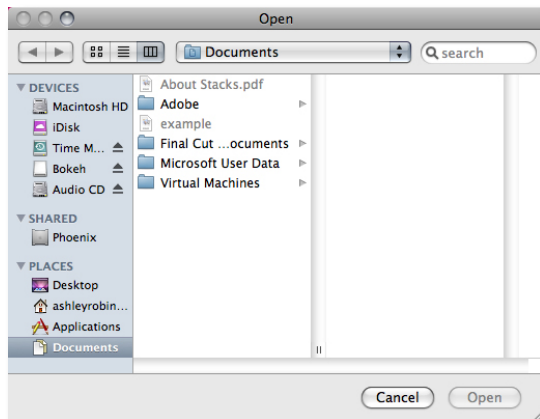 Open
Documents
search
DEVICES
Macintosh HD
iDisk
Time M...
Bokeh
Audio CD
SHARED
Phoenix
PLACES
Desktop
ashleyrobin...
Applications
Documents
About Stacks.pdf
Adobe
example
Final Cut ...ocuments
Microsoft User Data
Virtual Machines
Cancel
Open